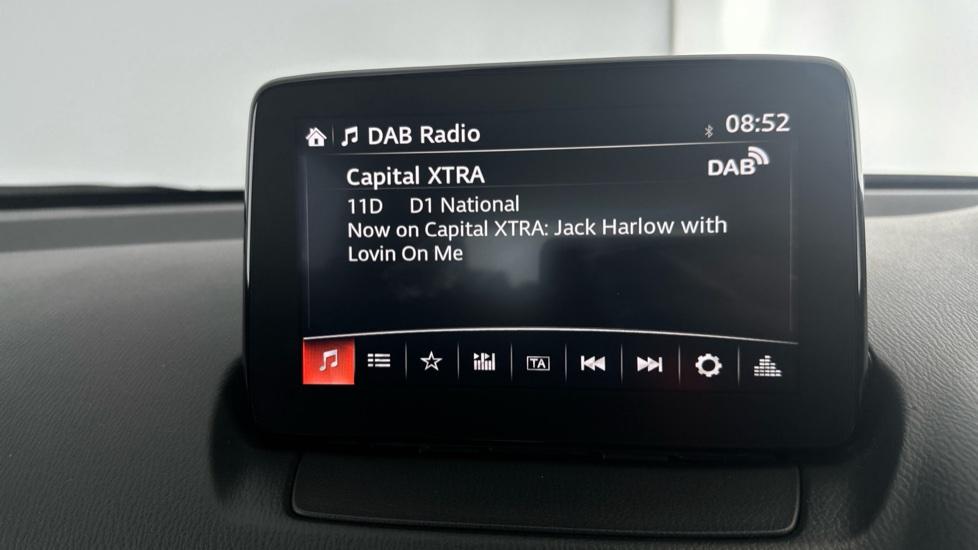 DAB Radio
08:52
Capital XTRA
DAB
11D D1 National
Now on Capital XTRA: Jack Harlow with
Lovin On Me
TA